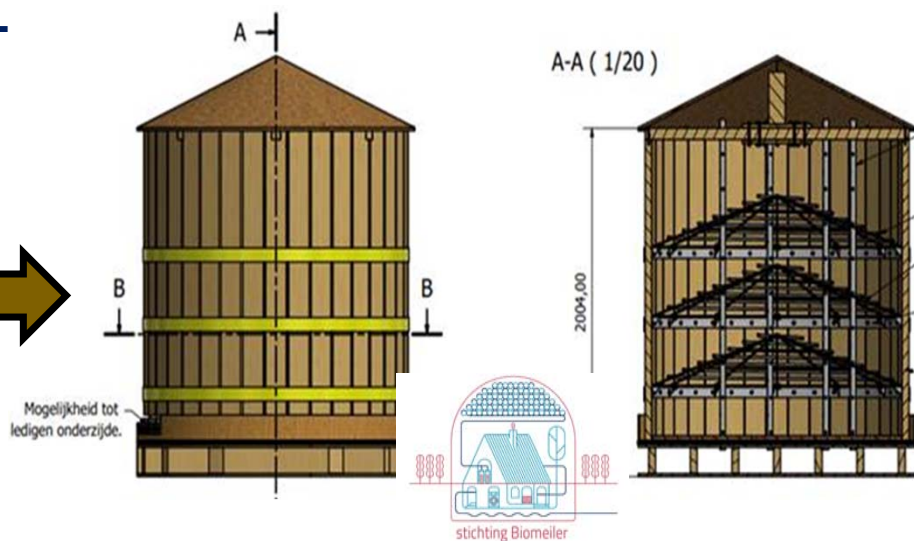 A
A-A ( 1/20 )
B
B
2004,00
Mogelijkheid tot
ledigen onderzijde.
stichting Biomeiler